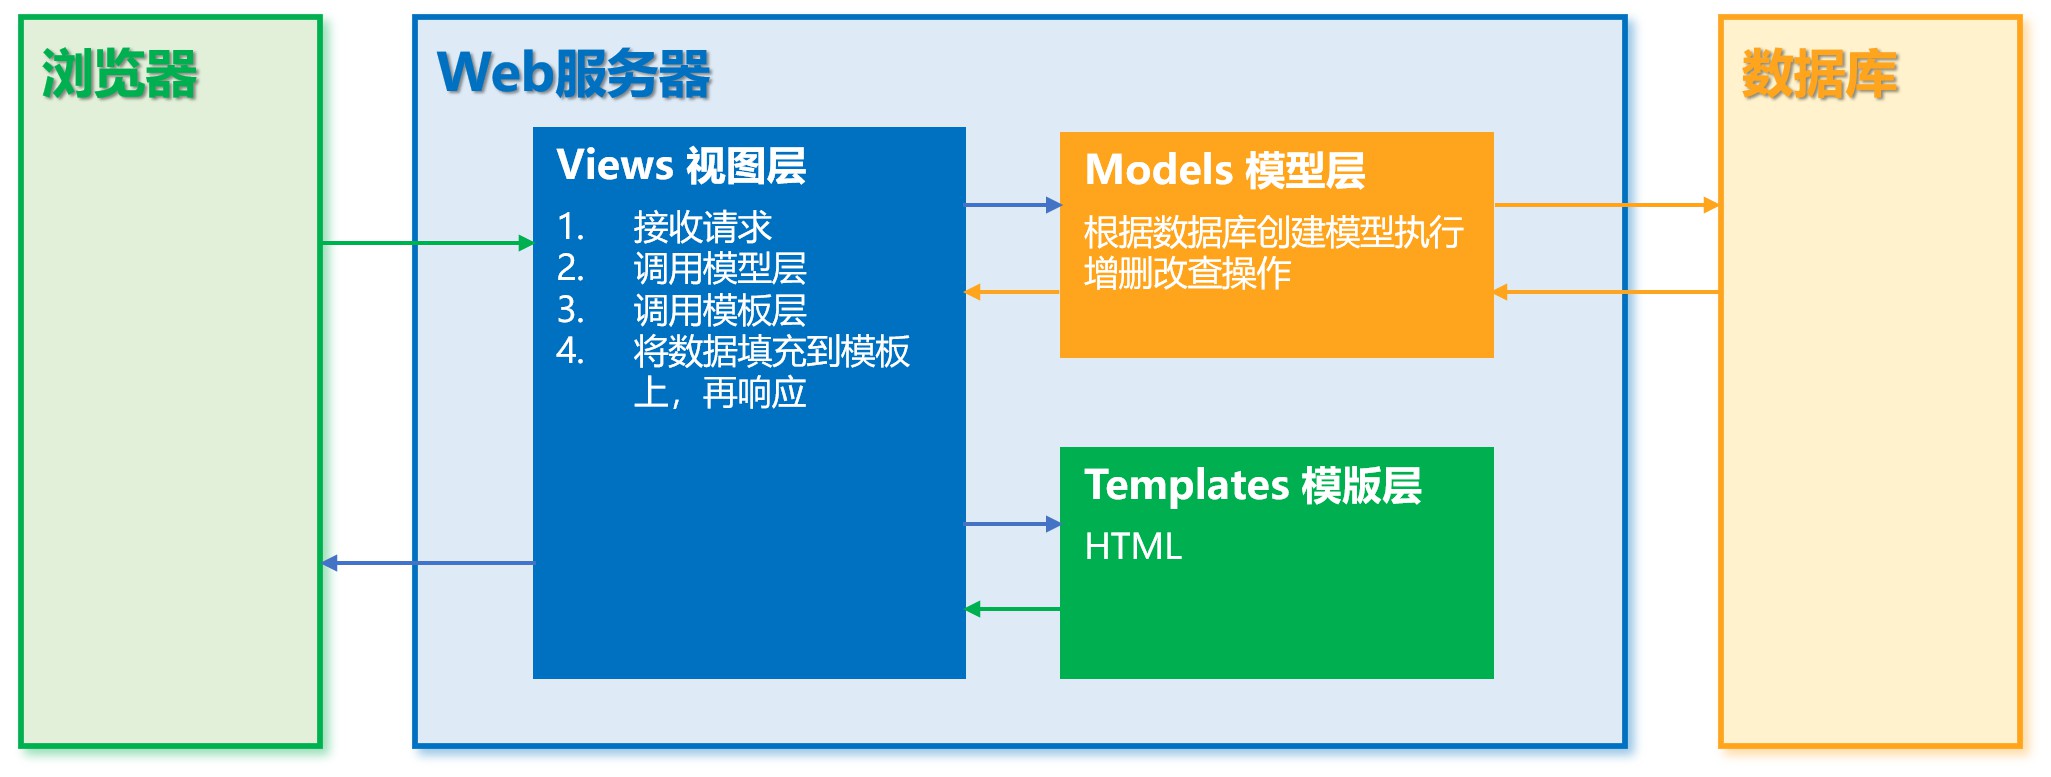 浏览器
Web服务器
数据库
Views 视图层
1. 接收请求
2. 调用模型层
3. 调用模板层
4. 将数据填充到模板
上，再响应
Models 模型层
根据数据库创建模型执行
增删改查操作
Templates 模版层
HTML